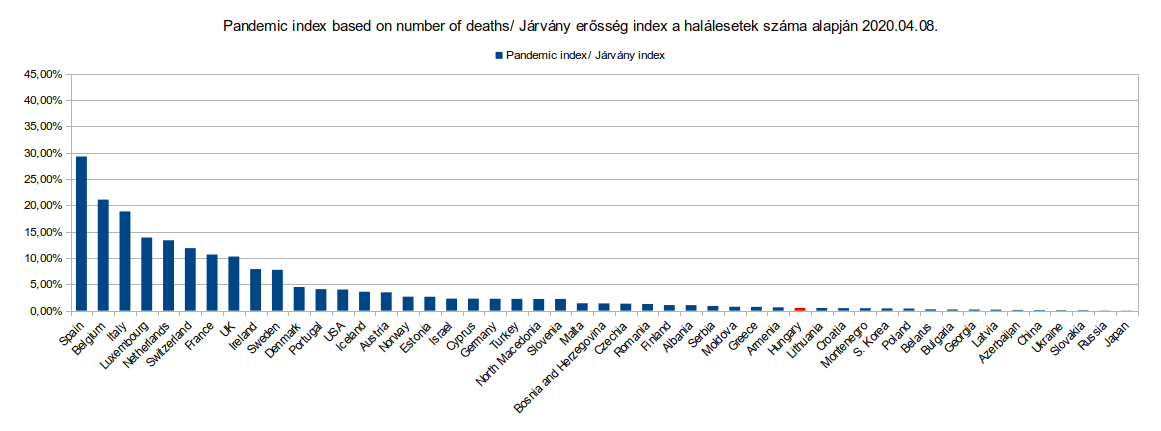 Pandemic index based on number of deaths/ Járvány erősség index a halálesetek száma alapján 2020.04.08.
Pandemic index/ Járvány index
45,00%
40,00%
35,00%
30,00%
25,00%
20,00%
15,00%
10,00%
5,00%
0,00%
Spain
Belgium
Italy
Luxembourg
Netherlands
Switzerland
France
UK
Ireland
Sweden
Denmark
Portugal
USA
Iceland
Austria
Norway
Estonia
Israel
Cyprus
Germany
Turkey
North Macedonia
Slovenia
Malta
Bosnia and Herzegovina
Czechia
Romania
Finland
Albania
Serbia
Moldova
Greece
Armenia
Hungary
Lithuania
Croatia
Montenegro
S. Korea
Poland
Belarus
Bulgaria
Georgia
Latvia
Azerbaijan
China
Ukraine
Slovakia
Russia
Japan